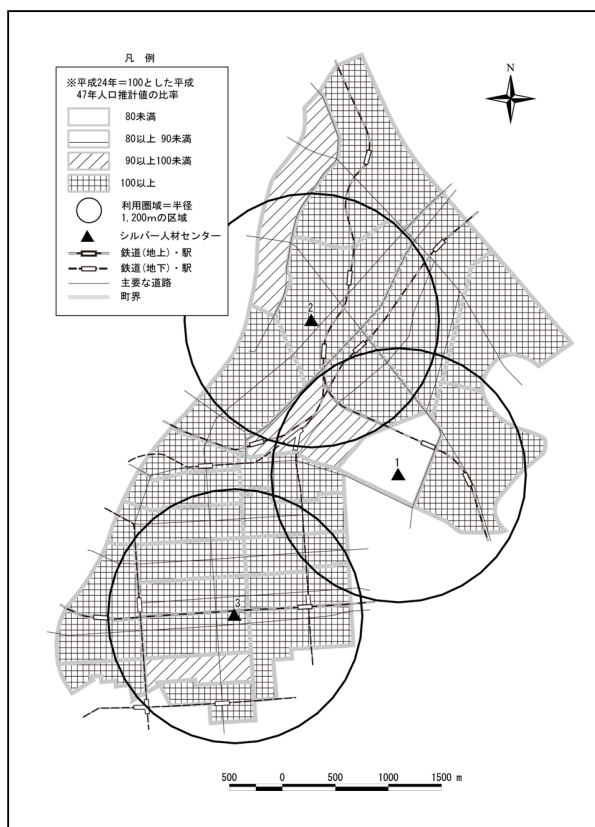 凡 例
※平成24年=100とした平成
47年人口推計値の比率
80未満
80以上 90未満
90以上100未満
100以上
利用圏域=半径
1,200mの区域
シルバー人材センター
鉄道(地上)・駅
鉄道(地下)・駅
主要な道路
町界
N
2
1
3
500 0 500 1000 1500 m